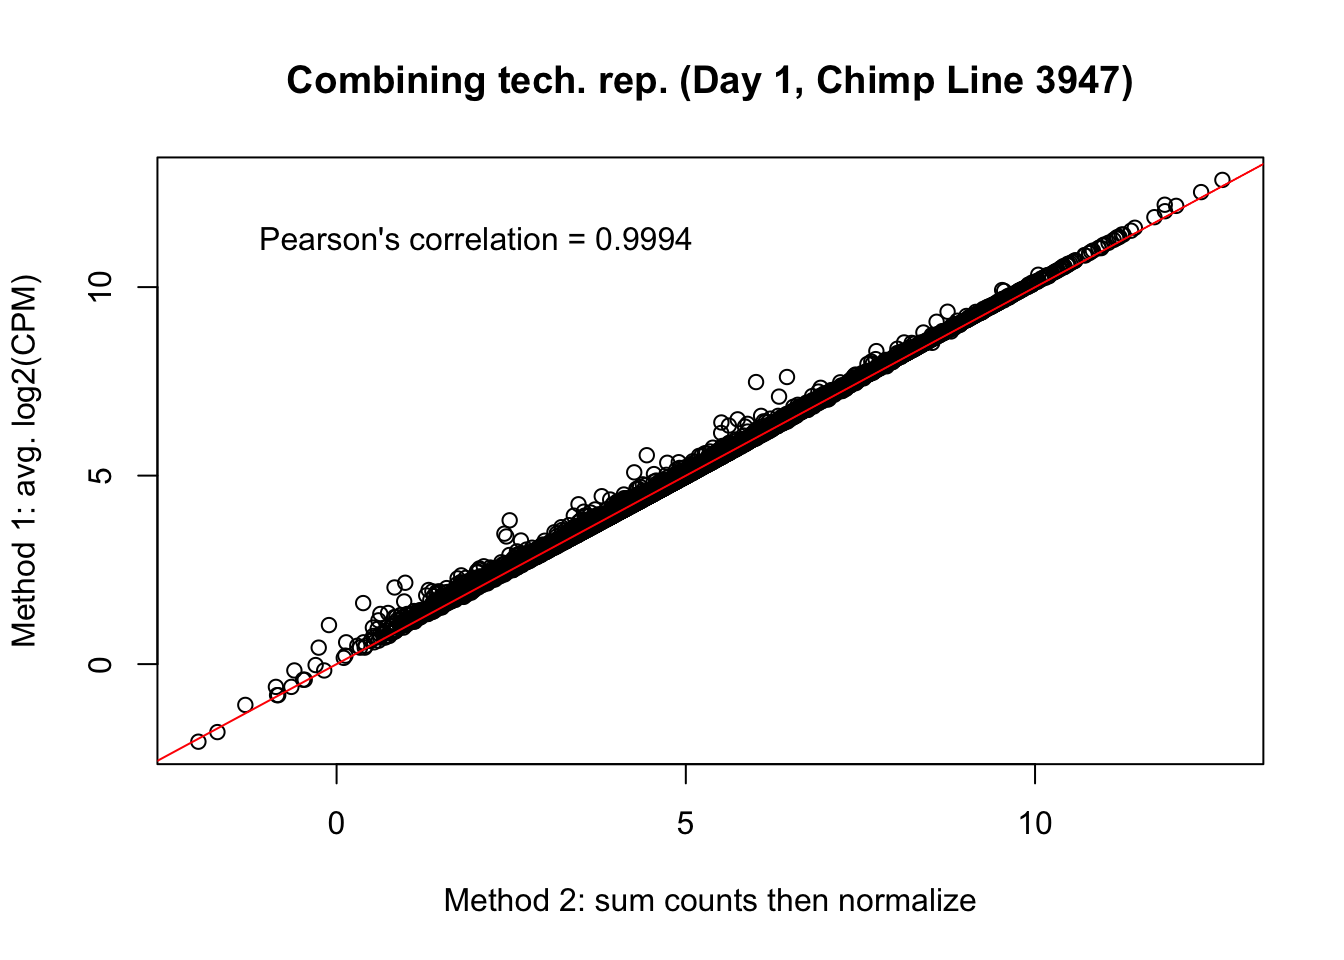 Combining tech. rep. (Day 1, Chimp Line 3947)
Pearson's correlation = 0.9994
Method 1: avg. log2(CPM)
10
5
0
0 5 10
Method 2: sum counts then normalize